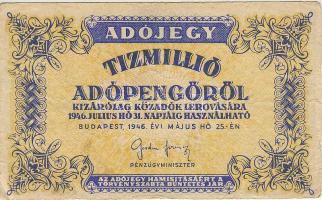 ADÓJEGY
TIZMILLIÓ
ADÓPENGŐRŐL
KIZÁRÓLAG KÖZADÓK LEROVÁSÁRA
1946.JULIUS HÓ 31. NAPJÁIG HASZNÁLHATÓ
BUDAPEST, 1946. ÉVI MÁJUS HÓ 25-ÉN
PÉNZÜGYMINISZTER
AZ ADÓJEGY HAMISITÁSÁÉRT A
TÖRVÉNYSZABTA BÜNTETÉS JÁR